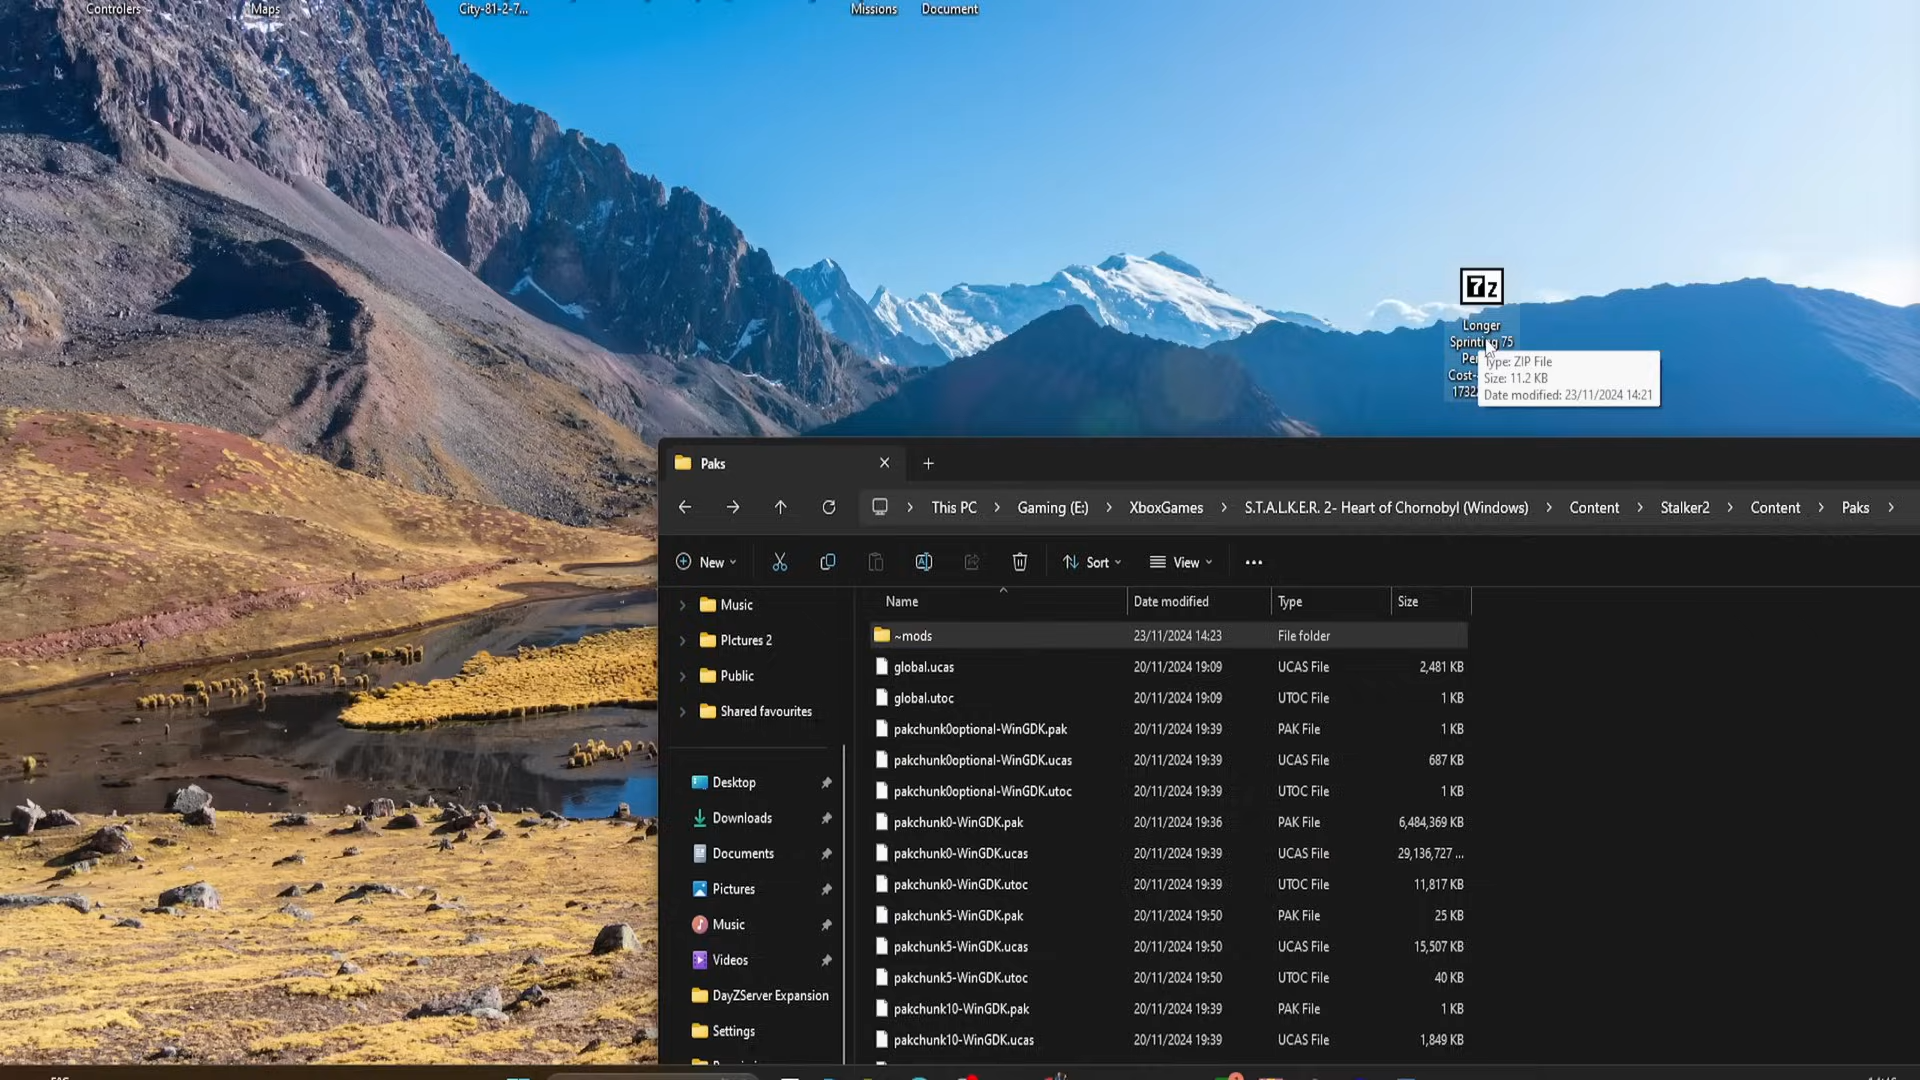 Controlers
Maps
City-81-2-7...
Missions
Document
7z
Longer
Sprinting 75
Cost-
1732
Type: ZIP File
Size: 11.2 KB
Date modified: 23/11/2024 14:21
Paks
This PC > Gaming (E:) > XboxGames > S.T.A.L.K.E.R. 2- Heart of Chornobyl (Windows) > Content > Stalker2 > Content > Paks >
New
Sort
View
Music
PIctures 2
Public
Shared favourites
Desktop
Downloads
Documents
Pictures
Music
Videos
DayZServer Expansion
Settings
Name Date modified Type Size
~mods 23/11/2024 14:23 File folder
global.ucas 20/11/2024 19:09 UCAS File 2,481 KB
global.utoc 20/11/2024 19:09 UTOC File 1 KB
pakchunk0optional-WinGDK.pak 20/11/2024 19:39 PAK File 1 KB
pakchunk0optional-WinGDK.ucas 20/11/2024 19:39 UCAS File 687 KB
pakchunk0optional-WinGDK.utoc 20/11/2024 19:39 UTOC File 1 KB
pakchunk0-WinGDK.pak 20/11/2024 19:36 PAK File 6,484,369 KB
pakchunk0-WinGDK.ucas 20/11/2024 19:39 UCAS File 29,136,727 ...
pakchunk0-WinGDK.utoc 20/11/2024 19:39 UTOC File 11,817 KB
pakchunk5-WinGDK.pak 20/11/2024 19:50 PAK File 25 KB
pakchunk5-WinGDK.ucas 20/11/2024 19:50 UCAS File 15,507 KB
pakchunk5-WinGDK.utoc 20/11/2024 19:50 UTOC File 40 KB
pakchunk10-WinGDK.pak 20/11/2024 19:39 PAK File 1 KB
pakchunk10-WinGDK.ucas 20/11/2024 19:39 UCAS File 1,849 KB